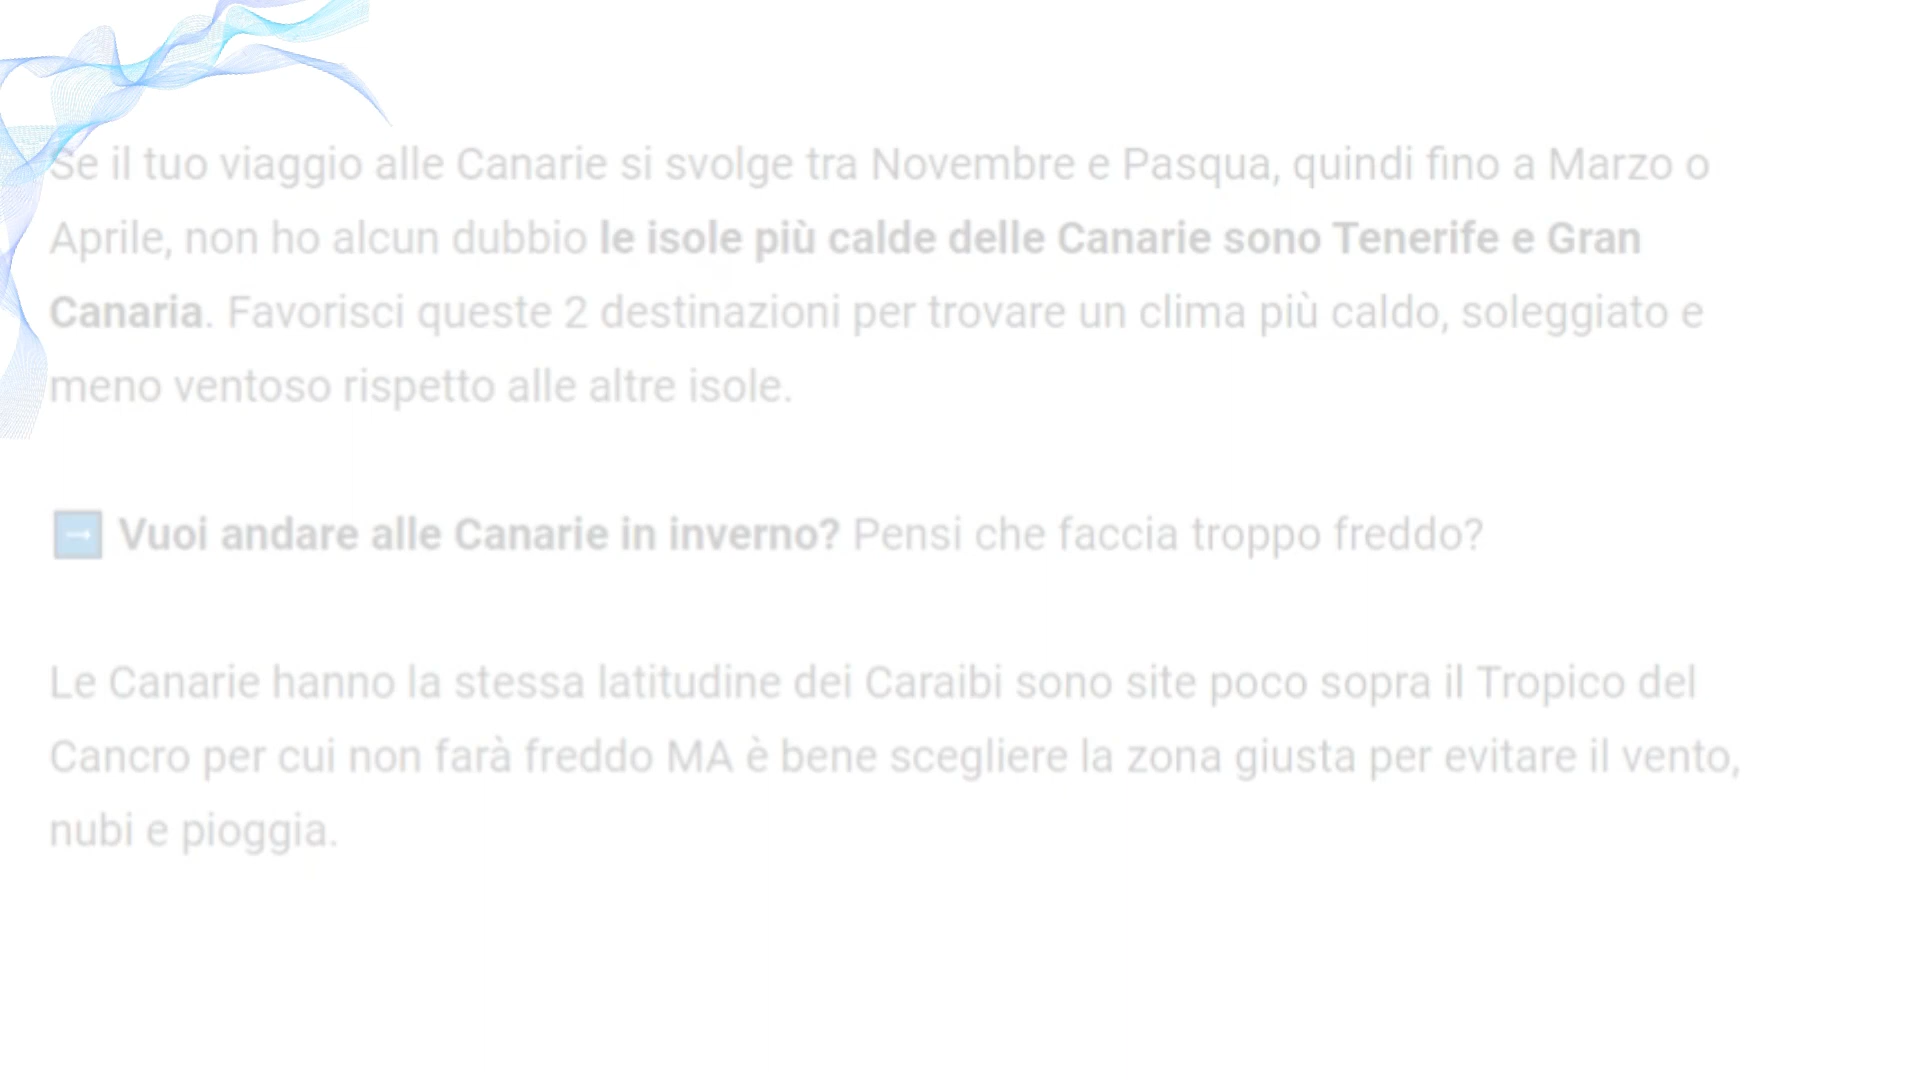 Se il tuo viaggio alle Canarie si svolge tra Novembre e Pasqua, quindi fino a Marzo o
Aprile, non ho alcun dubbio le isole più calde delle Canarie sono Tenerife e Gran
Canaria. Favorisci queste 2 destinazioni per trovare un clima più caldo, soleggiato e
meno ventoso rispetto alle altre isole.
➡ Vuoi andare alle Canarie in inverno? Pensi che faccia troppo freddo?
Le Canarie hanno la stessa latitudine dei Caraibi sono site poco sopra il Tropico del
Cancro per cui non farà freddo MA è bene scegliere la zona giusta per evitare il vento,
nubi e pioggia.